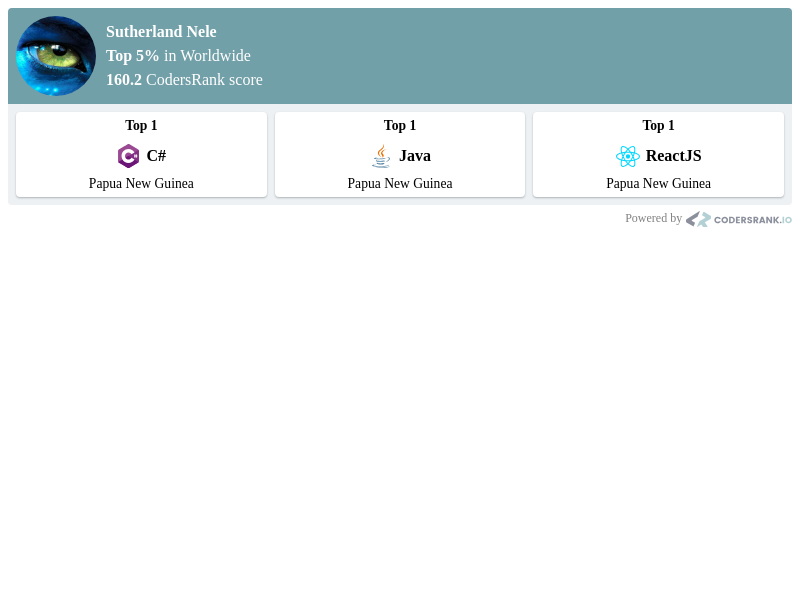 Sutherland Nele
Top 5% in Worldwide
160.2 CodersRank score
Top 1
C#
Papua New Guinea
Top 1
Java
Papua New Guinea
Top 1
ReactJS
Papua New Guinea
Powered by CODERSRANK.IO